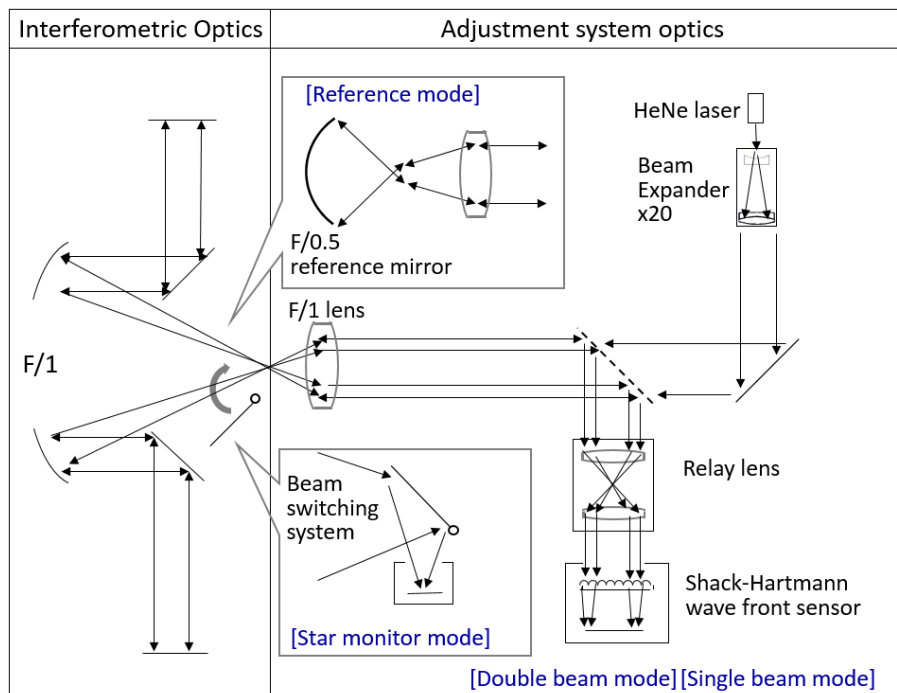 Interferometric Optics
Adjustment system optics
[Reference mode]
F/0.5
reference mirror
HeNe laser
Beam
Expander
x20
F/1 lens
F/1
Relay lens
Beam
switching
system
[Star monitor mode]
Shack-Hartmann
wave front sensor
[Double beam mode][Single beam mode]